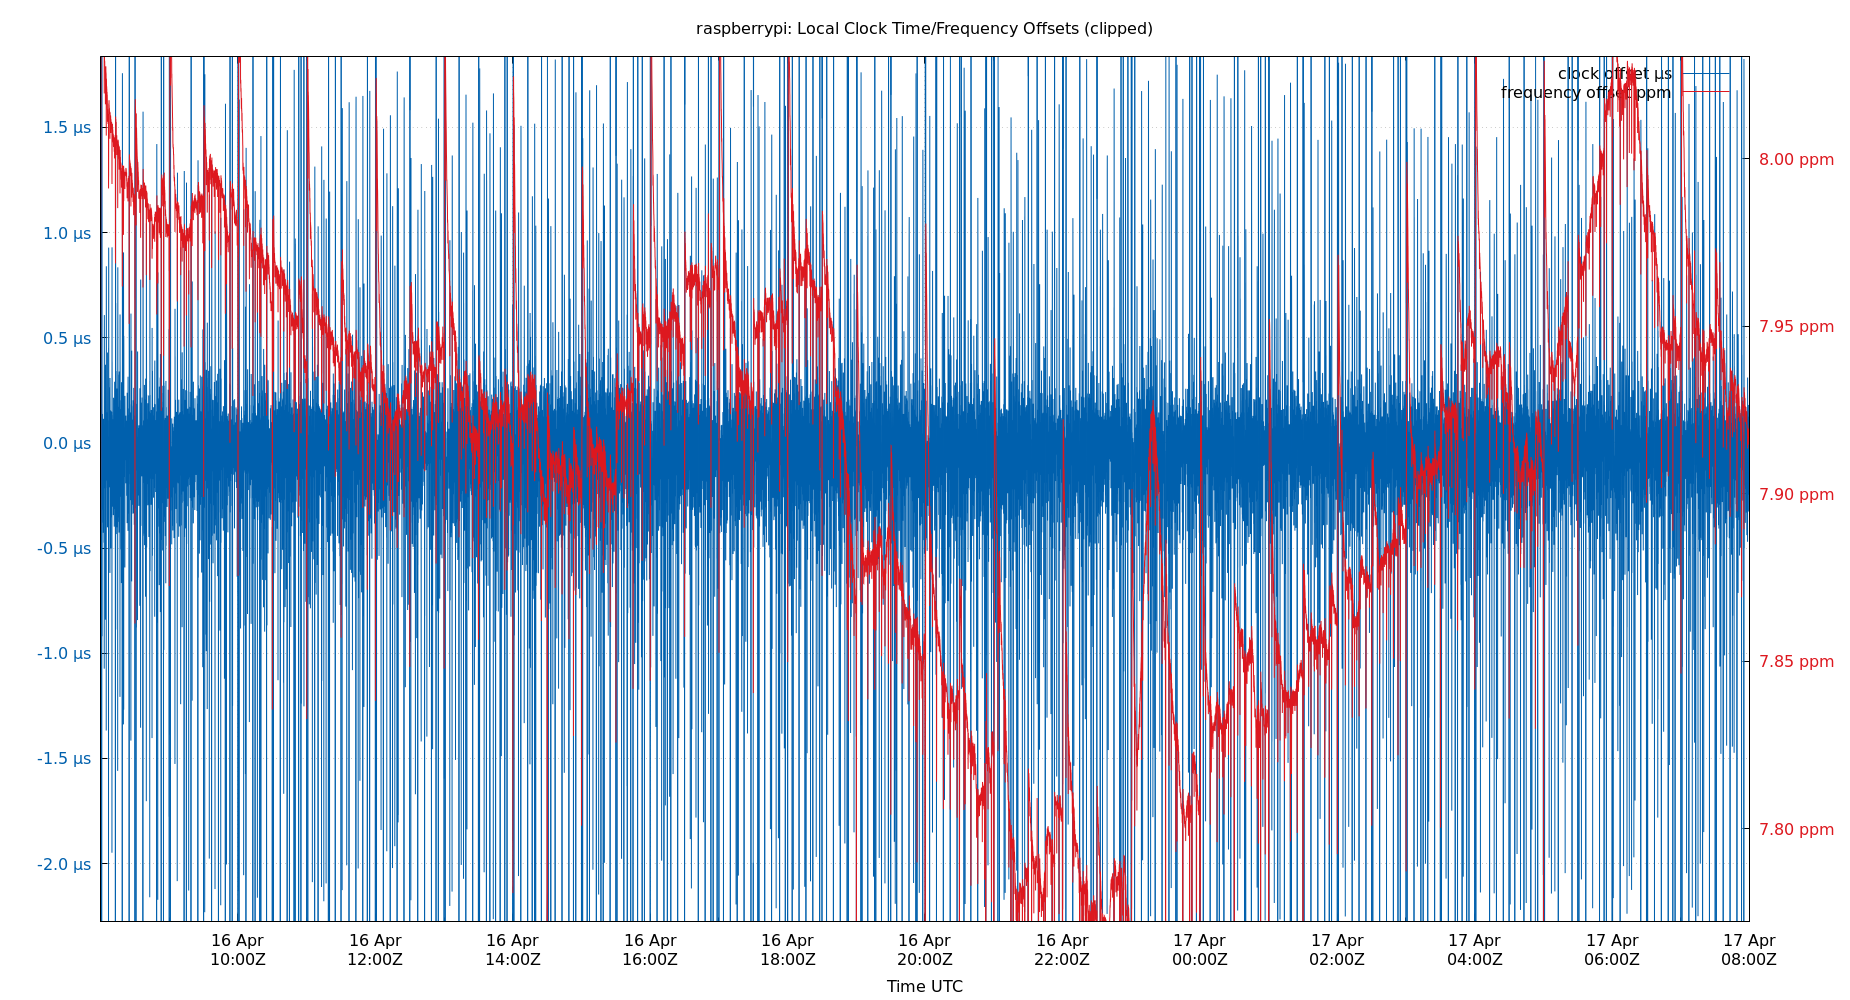 raspberrypi: Local Clock Time/Frequency Offsets (clipped)
clock offset µs
frequency offset ppm
1.5 µs
1.0 µs
0.5 µs
0.0 µs
-0.5 µs
-1.0 µs
-1.5 µs
-2.0 µs
8.00 ppm
7.95 ppm
7.90 ppm
7.85 ppm
7.80 ppm
16 Apr 16 Apr 16 Apr 16 Apr 16 Apr 16 Apr 16 Apr 17 Apr 17 Apr 17 Apr 17 Apr 17 Apr
10:00Z 12:00Z 14:00Z 16:00Z 18:00Z 20:00Z 22:00Z 00:00Z 02:00Z 04:00Z 06:00Z 08:00Z
Time UTC